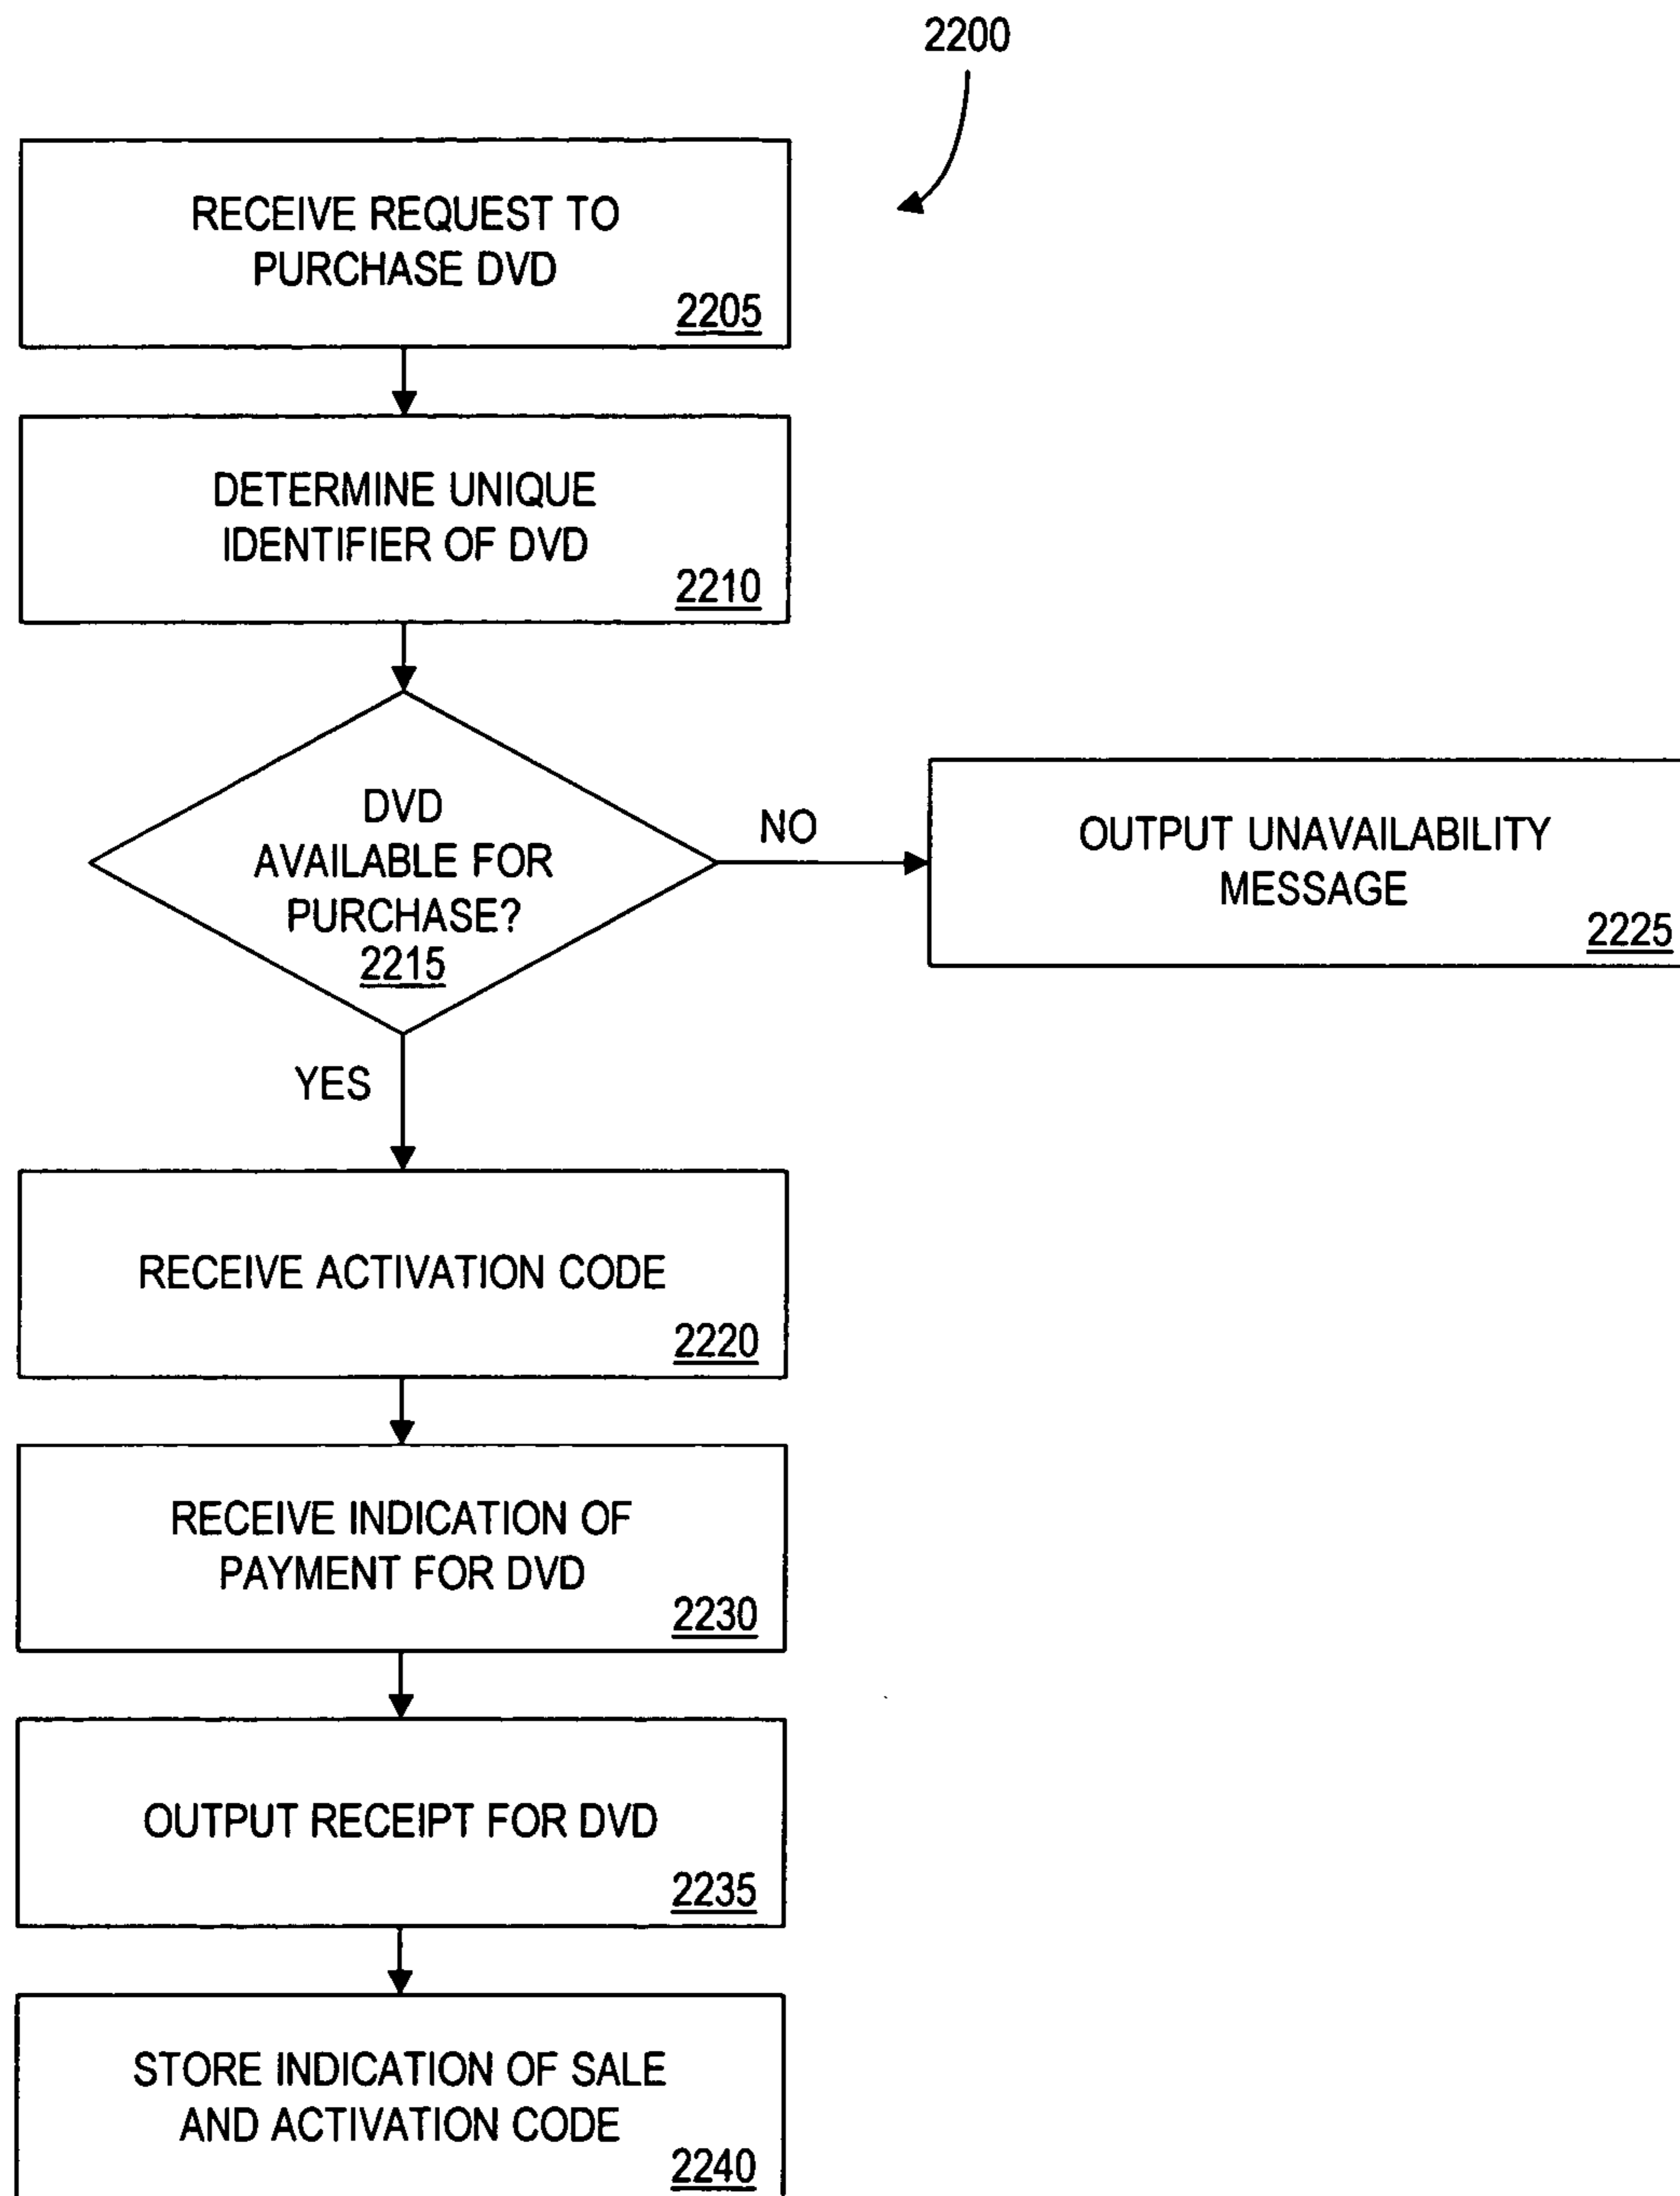 2200
RECEIVE REQUEST TO
PURCHASE DVD
2205
DETERMINE UNIQUE
IDENTIFIER OF DVD
2210
DVD
AVAILABLE FOR
PURCHASE?
2215
NO
OUTPUT UNAVAILABILITY
MESSAGE
2225
YES
RECEIVE ACTIVATION CODE
2220
RECEIVE INDICATION OF
PAYMENT FOR DVD
2230
OUTPUT RECEIPT FOR DVD
2235
STORE INDICATION OF SALE
AND ACTIVATION CODE
2240